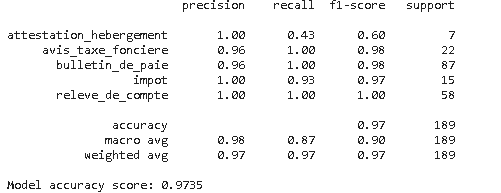 precision recall f1-score support
attestation_hebergement 1.00 0.43 0.60 7
avis_taxe_fonciere 0.96 1.00 0.98 22
bulletin_de_paie 0.96 1.00 0.98 87
impot 1.00 0.93 0.97 15
releve_de_compte 1.00 1.00 1.00 58
accuracy 0.97 189
macro avg 0.98 0.87 0.90 189
weighted avg 0.97 0.97 0.97 189
Model accuracy score: 0.9735